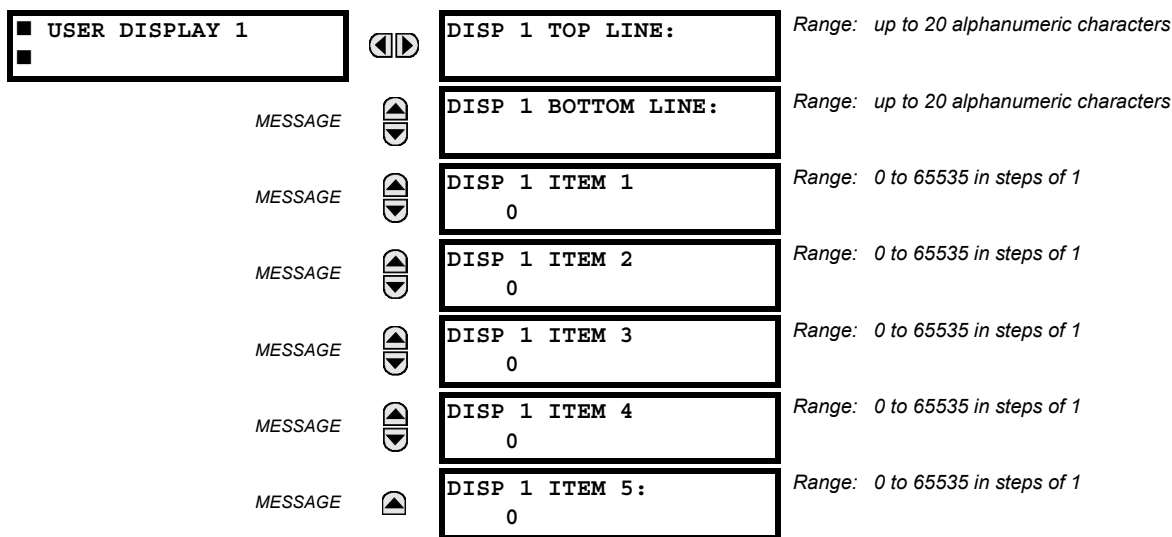 USER DISPLAY 1
DISP 1 TOP LINE:
Range: up to 20 alphanumeric characters
MESSAGE
DISP 1 BOTTOM LINE:
Range: up to 20 alphanumeric characters
MESSAGE
DISP 1 ITEM 1
0
Range: 0 to 65535 in steps of 1
MESSAGE
DISP 1 ITEM 2
0
Range: 0 to 65535 in steps of 1
MESSAGE
DISP 1 ITEM 3
0
Range: 0 to 65535 in steps of 1
MESSAGE
DISP 1 ITEM 4
0
Range: 0 to 65535 in steps of 1
MESSAGE
DISP 1 ITEM 5:
0
Range: 0 to 65535 in steps of 1